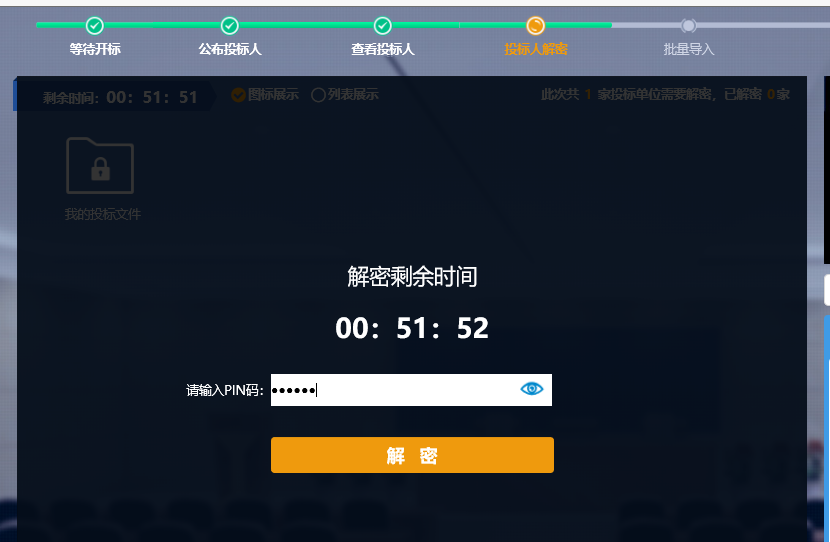 等待开标
公布投标人
查看投标人
投标人解密
批量导入
剩余时间：00：51：51
图标展示
列表展示
此次共 1 家投标单位需要解密，已解密 0 家
我的投标文件
解密剩余时间
00：51：52
请输入PIN码：••••••
解 密